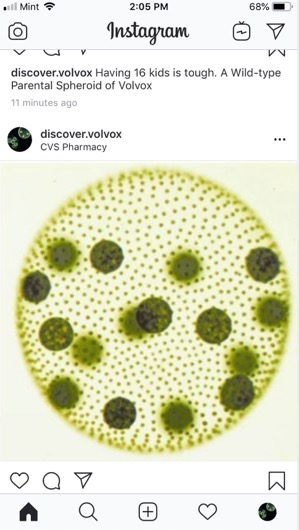 Mint 2:05 PM 68%
Instagram
discover.volvox Having 16 kids is tough. A Wild-type
Parental Spheroid of Volvox
11 minutes ago
discover.volvox
CVS Pharmacy